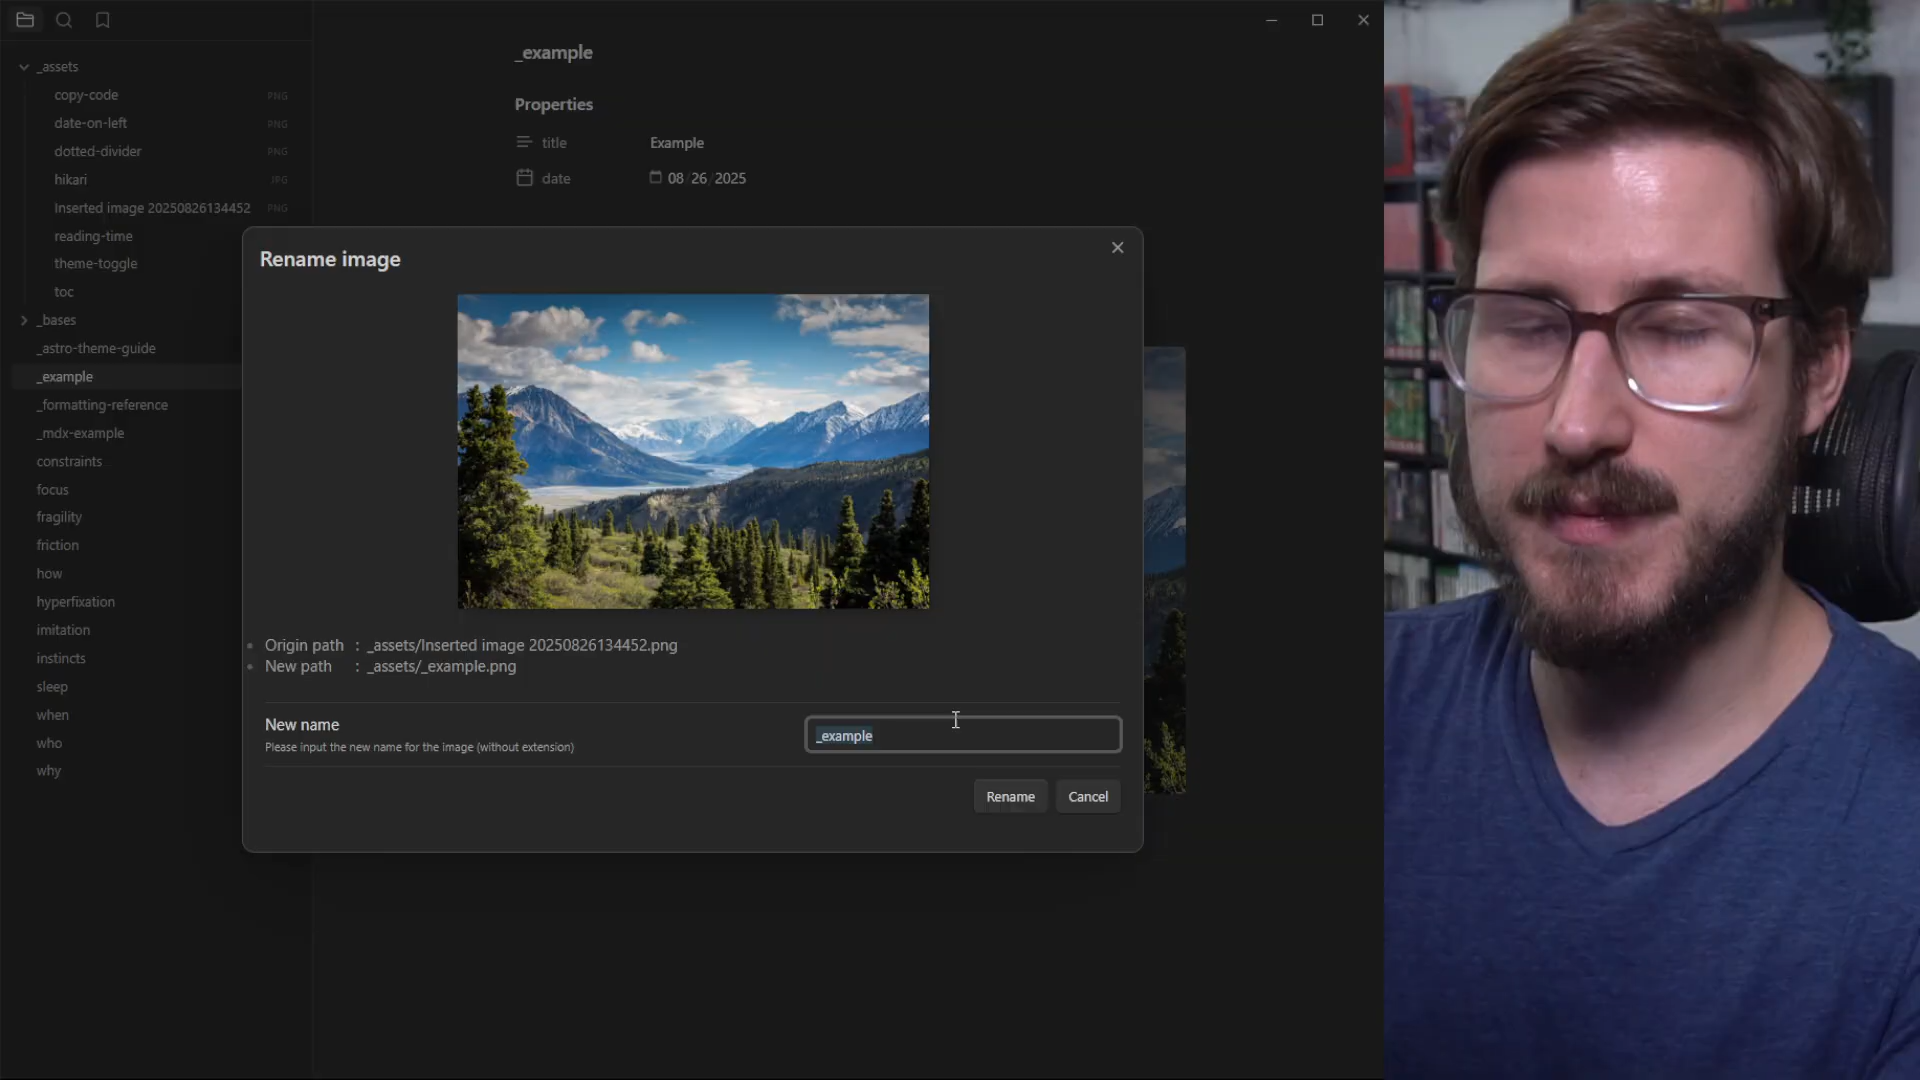 _assets
copy-code PNG
date-on-left PNG
dotted-divider PNG
hikari JPG
Inserted image 20250826134452 PNG
reading-time
theme-toggle
toc
_bases
_astro-theme-guide
_example
_formatting-reference
_mdx-example
constraints
focus
fragility
friction
how
hyperfixation
imitation
instincts
sleep
when
who
why
_example
Properties
title Example
date 08/26/2025
Rename image
Origin path : _assets/Inserted image 20250826134452.png
New path : _assets/_example.png
New name
Please input the new name for the image (without extension)
_example
Rename Cancel